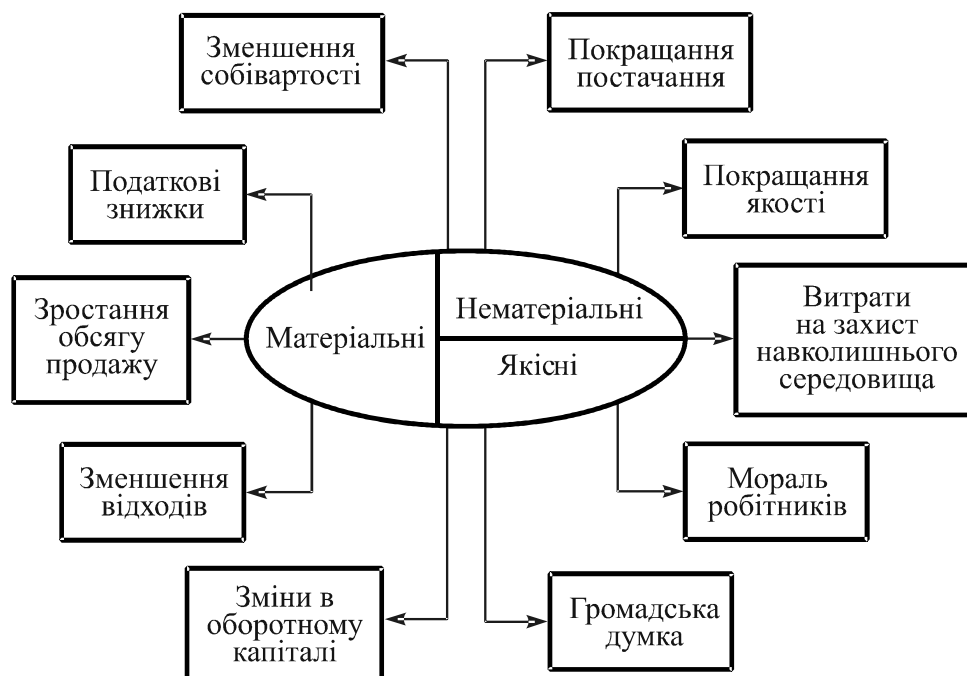 Зменшення
собівартості
Покращання
постачання
Податкові
знижки
Покращання
якості
Зростання
обсягу
продажу
Матеріальні
Нематеріальні
Якісні
Витрати
на захист
навколишнього
середовища
Зменшення
відходів
Мораль
робітників
Зміни в
оборотному
капіталі
Громадська
думка